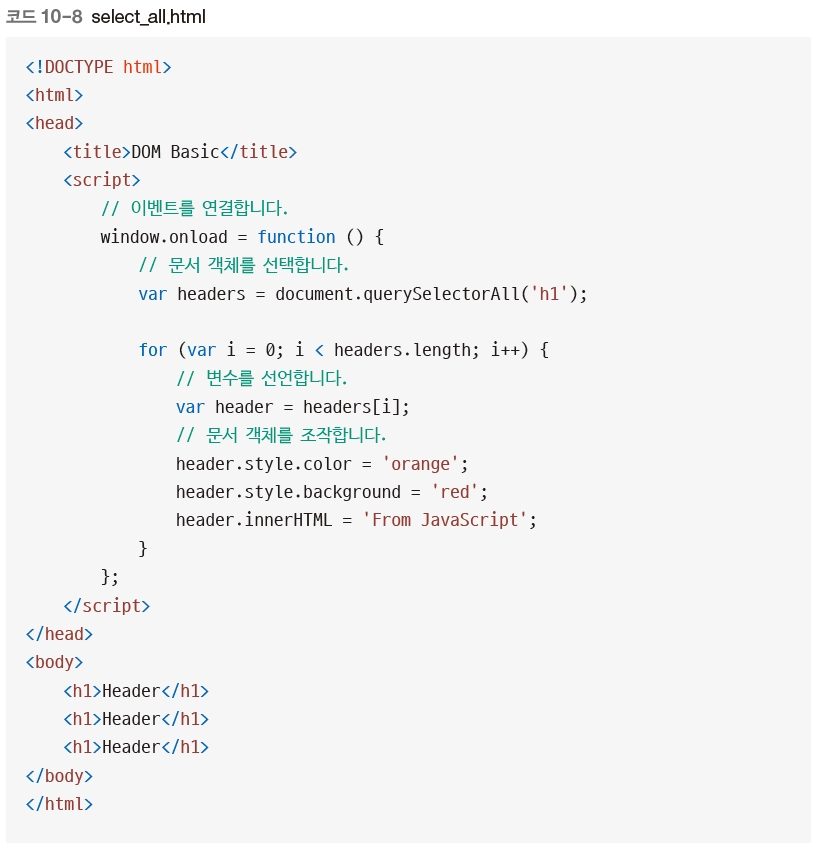 코드 10-8 select_all.html
<!DOCTYPE html>
<html>
<head>
    <title>DOM Basic</title>
    <script>
        // 이벤트를 연결합니다.
        window.onload = function () {
            // 문서 객체를 선택합니다.
            var headers = document.querySelectorAll('h1');

            for (var i = 0; i < headers.length; i++) {
                // 변수를 선언합니다.
                var header = headers[i];
                // 문서 객체를 조작합니다.
                header.style.color = 'orange';
                header.style.background = 'red';
                header.innerHTML = 'From JavaScript';
            }
        };
    </script>
</head>
<body>
    <h1>Header</h1>
    <h1>Header</h1>
    <h1>Header</h1>
</body>
</html>